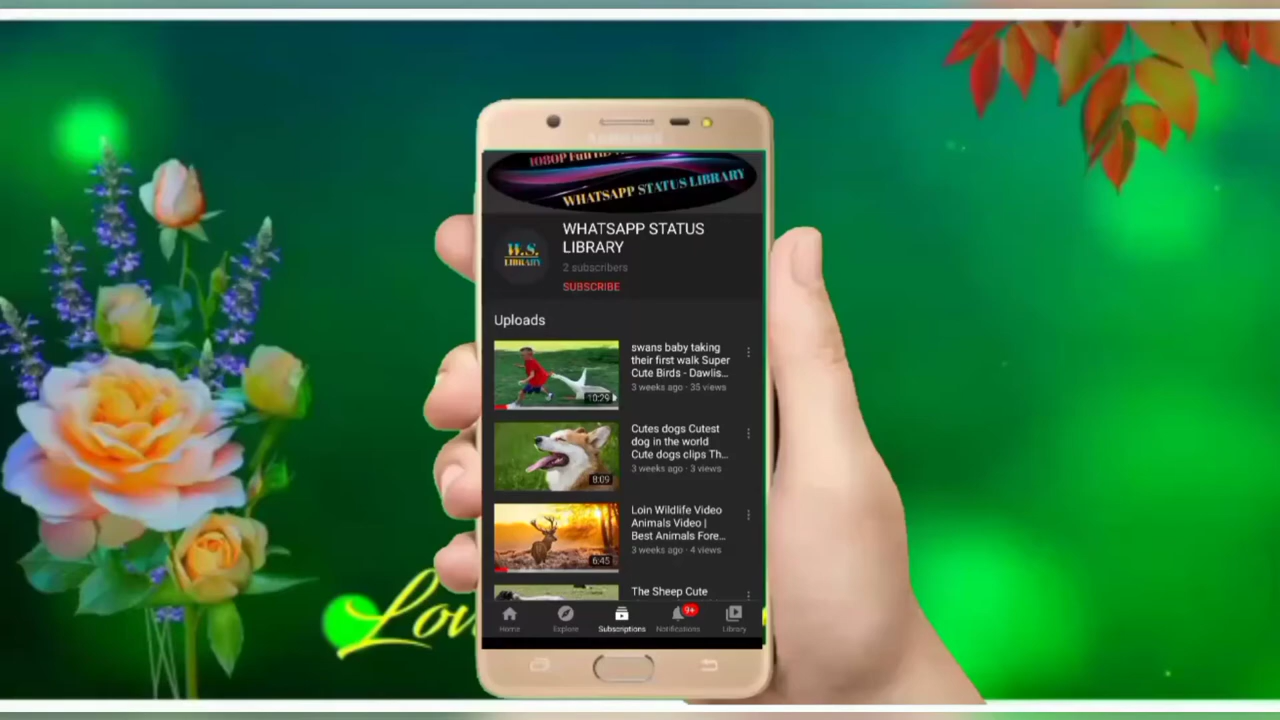 SAMSUNG
1080P Full HD
WHATSAPP STATUS LIBRARY
W.S.
LIBRARY
WHATSAPP STATUS
LIBRARY
2 subscribers
SUBSCRIBE
Uploads
swans baby taking
their first walk Super
Cute Birds - Dawlis...
3 weeks ago · 35 views
10:29
Cutes dogs Cutest
dog in the world
Cute dogs clips Th...
3 weeks ago · 3 views
8:09
Loin Wildlife Video
Animals Video |
Best Animals Fore...
3 weeks ago · 4 views
6:45
The Sheep Cute
9+
Home Explore Subscriptions Notifications Library